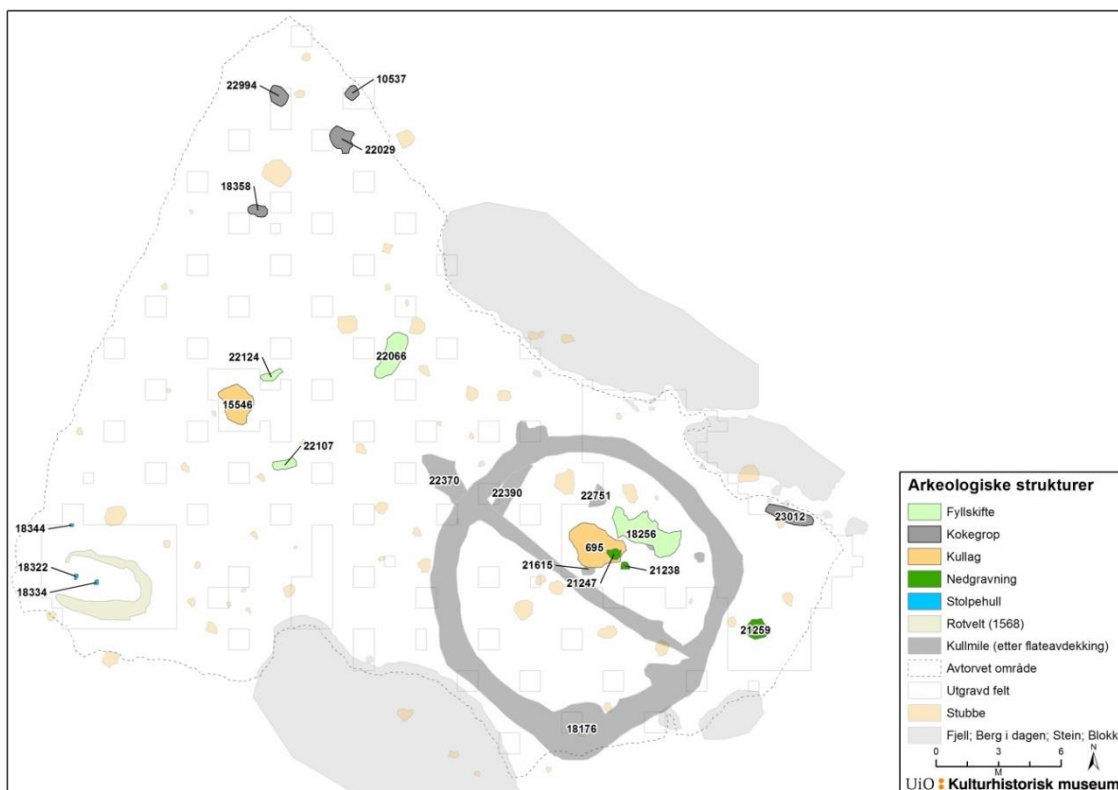 22994
10537
22029
18358
22124
22066
15546
22107
22370
22390
22751
18344
18256
23012
695
18322
21615
21238
18334
21247
21259
18176
Arkeologiske strukturer
Fyllskifte
Kokegrop
Kullag
Nedgravning
Stolpehull
Rotvelt (1568)
Kullmile (etter flateavdekking)
Avtorvet område
Utgravd felt
Stubbe
Fjell; Berg i dagen; Stein; Blokk
0 3 6 N
M
UiO Kulturhistorisk museum